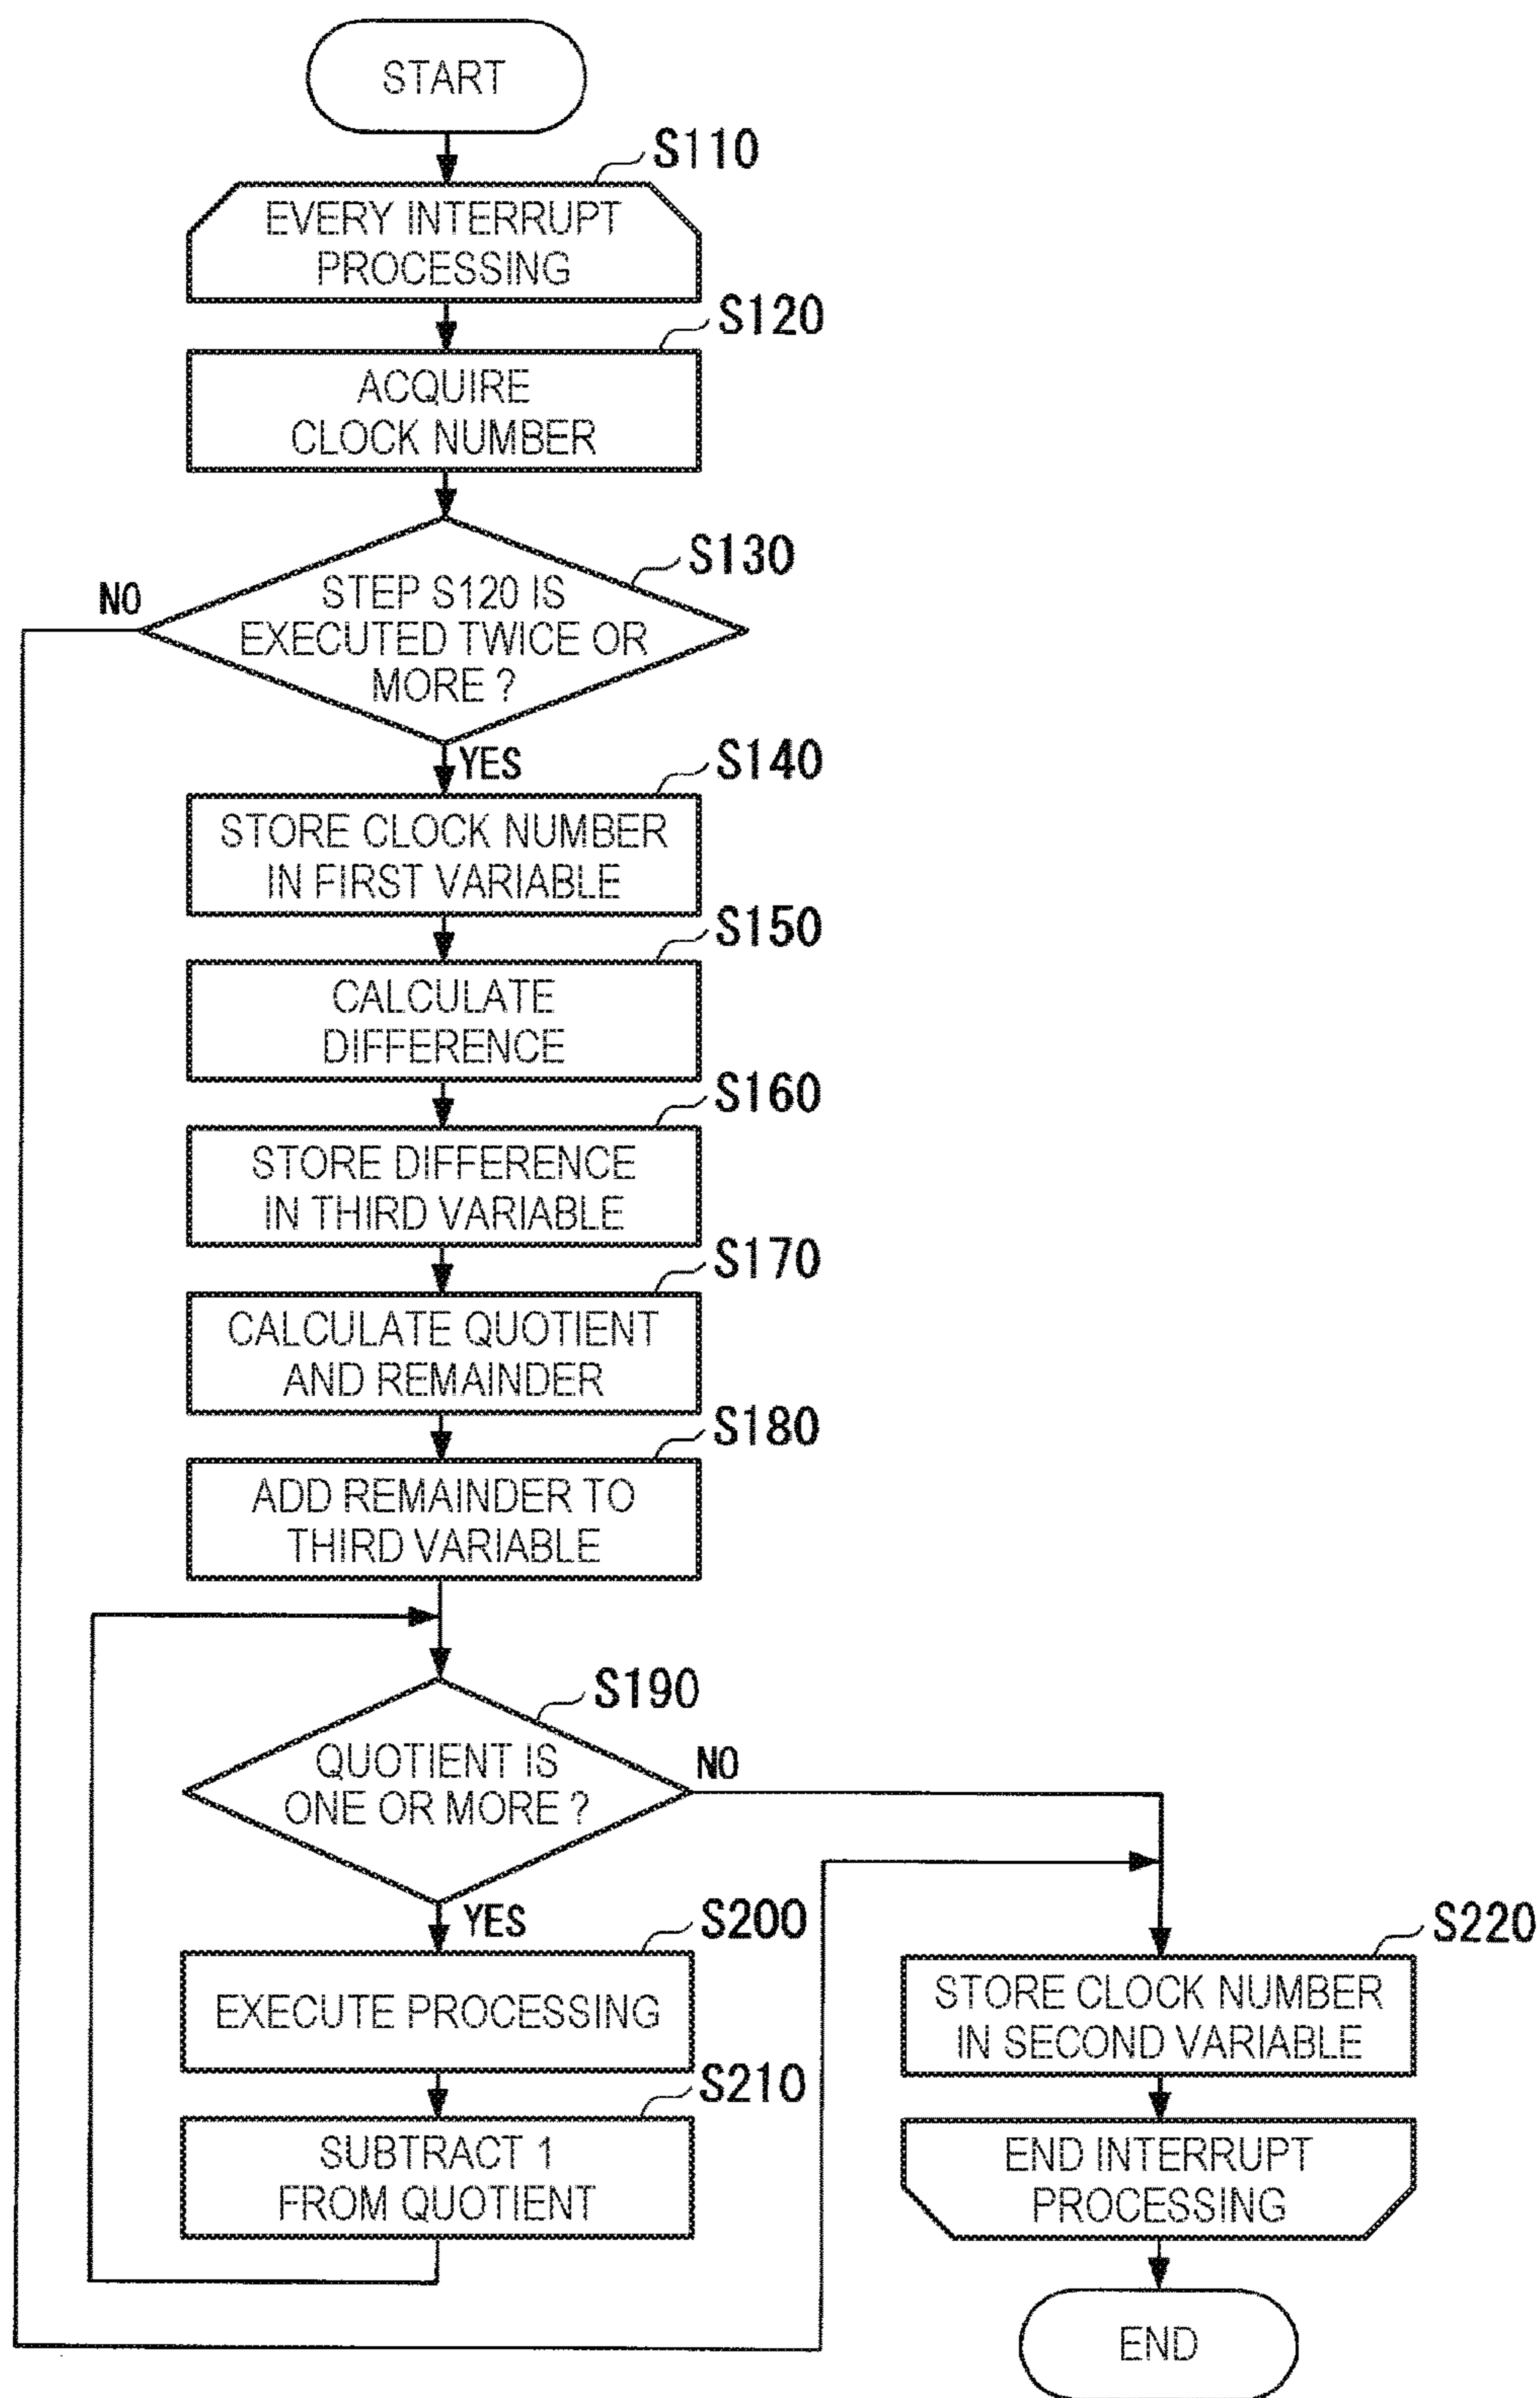 START
S110
EVERY INTERRUPT
PROCESSING
S120
ACQUIRE
CLOCK NUMBER
S130
NO
STEP S120 IS
EXECUTED TWICE OR
MORE ?
YES
S140
STORE CLOCK NUMBER
IN FIRST VARIABLE
S150
CALCULATE
DIFFERENCE
S160
STORE DIFFERENCE
IN THIRD VARIABLE
S170
CALCULATE QUOTIENT
AND REMAINDER
S180
ADD REMAINDER TO
THIRD VARIABLE
S190
QUOTIENT IS
ONE OR MORE ?
NO
YES
S200
EXECUTE PROCESSING
S210
SUBTRACT 1
FROM QUOTIENT
S220
STORE CLOCK NUMBER
IN SECOND VARIABLE
END INTERRUPT
PROCESSING
END